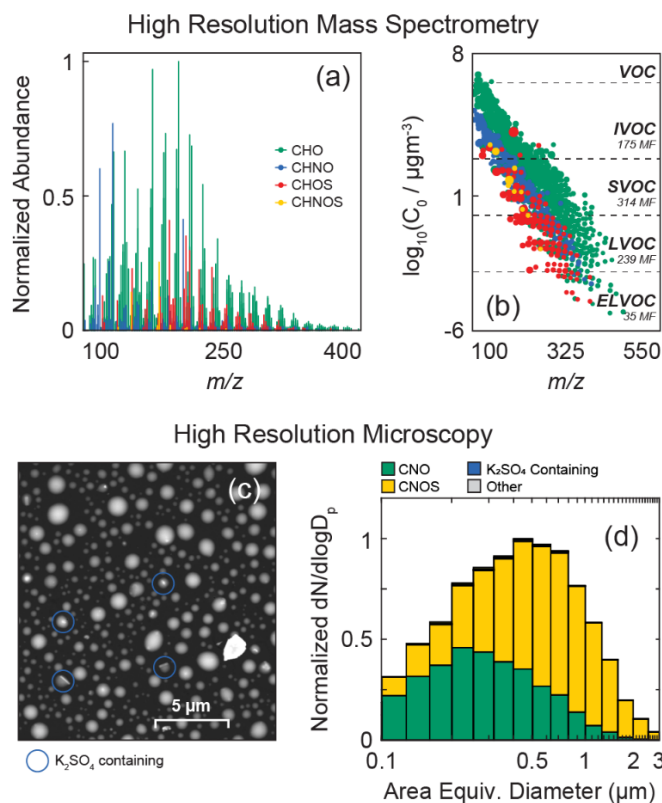 High Resolution Mass Spectrometry
(a)
Normalized Abundance
1
0.5
0
CHO
CHNO
CHOS
CHNOS
100
250
400
m/z
8
1
-6
log₁₀(C₀ / µgm⁻³)
VOC
IVOC
175 MF
SVOC
314 MF
LVOC
239 MF
ELVOC
35 MF
(b)
100
325
550
m/z
High Resolution Microscopy
(c)
5 µm
K₂SO₄ containing
CNO
K₂SO₄ Containing
CNOS
Other
(d)
Normalized dN/dlogDₚ
1
0.5
0
0.1
0.5
1
2
3
Area Equiv. Diameter (µm)